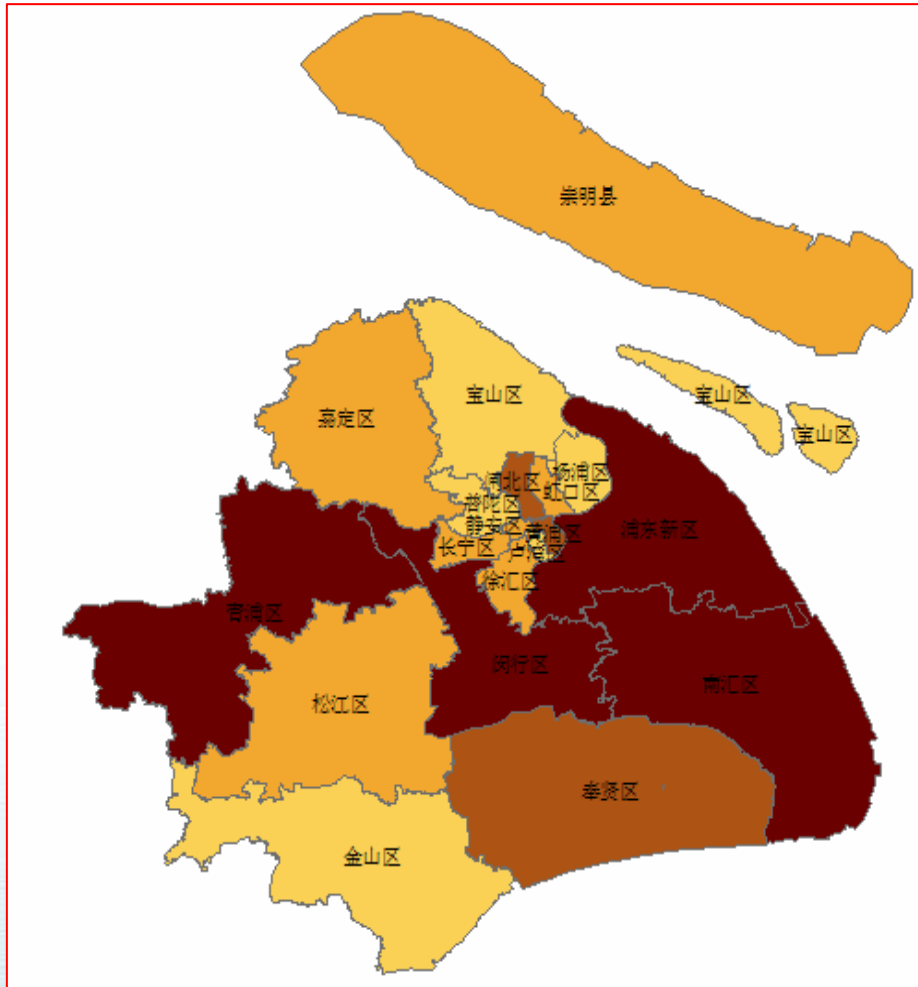 崇明县
宝山区
宝山区
嘉定区
宝山区
杨浦区
闸北区
虹口区
普陀区
静安区
黄浦区
长宁区
卢湾区
徐汇区
浦东新区
青浦区
闵行区
南汇区
松江区
奉贤区
金山区